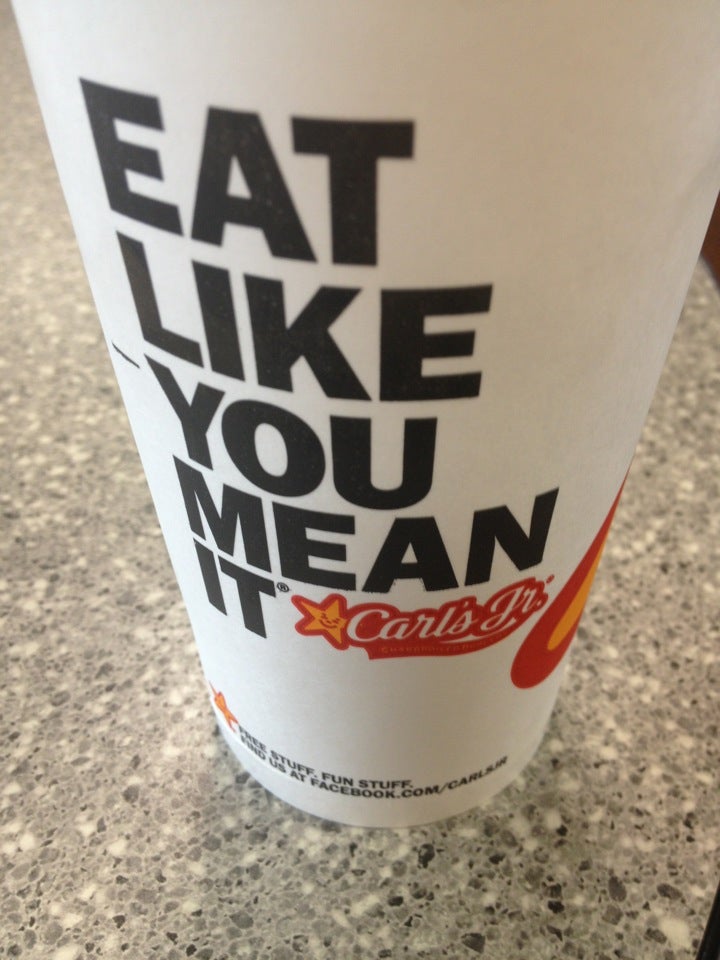 EAT
LIKE
YOU
MEAN
IT®
Carl's Jr.
FREE STUFF. FUN STUFF.
FIND US AT FACEBOOK.COM/CARLSJR